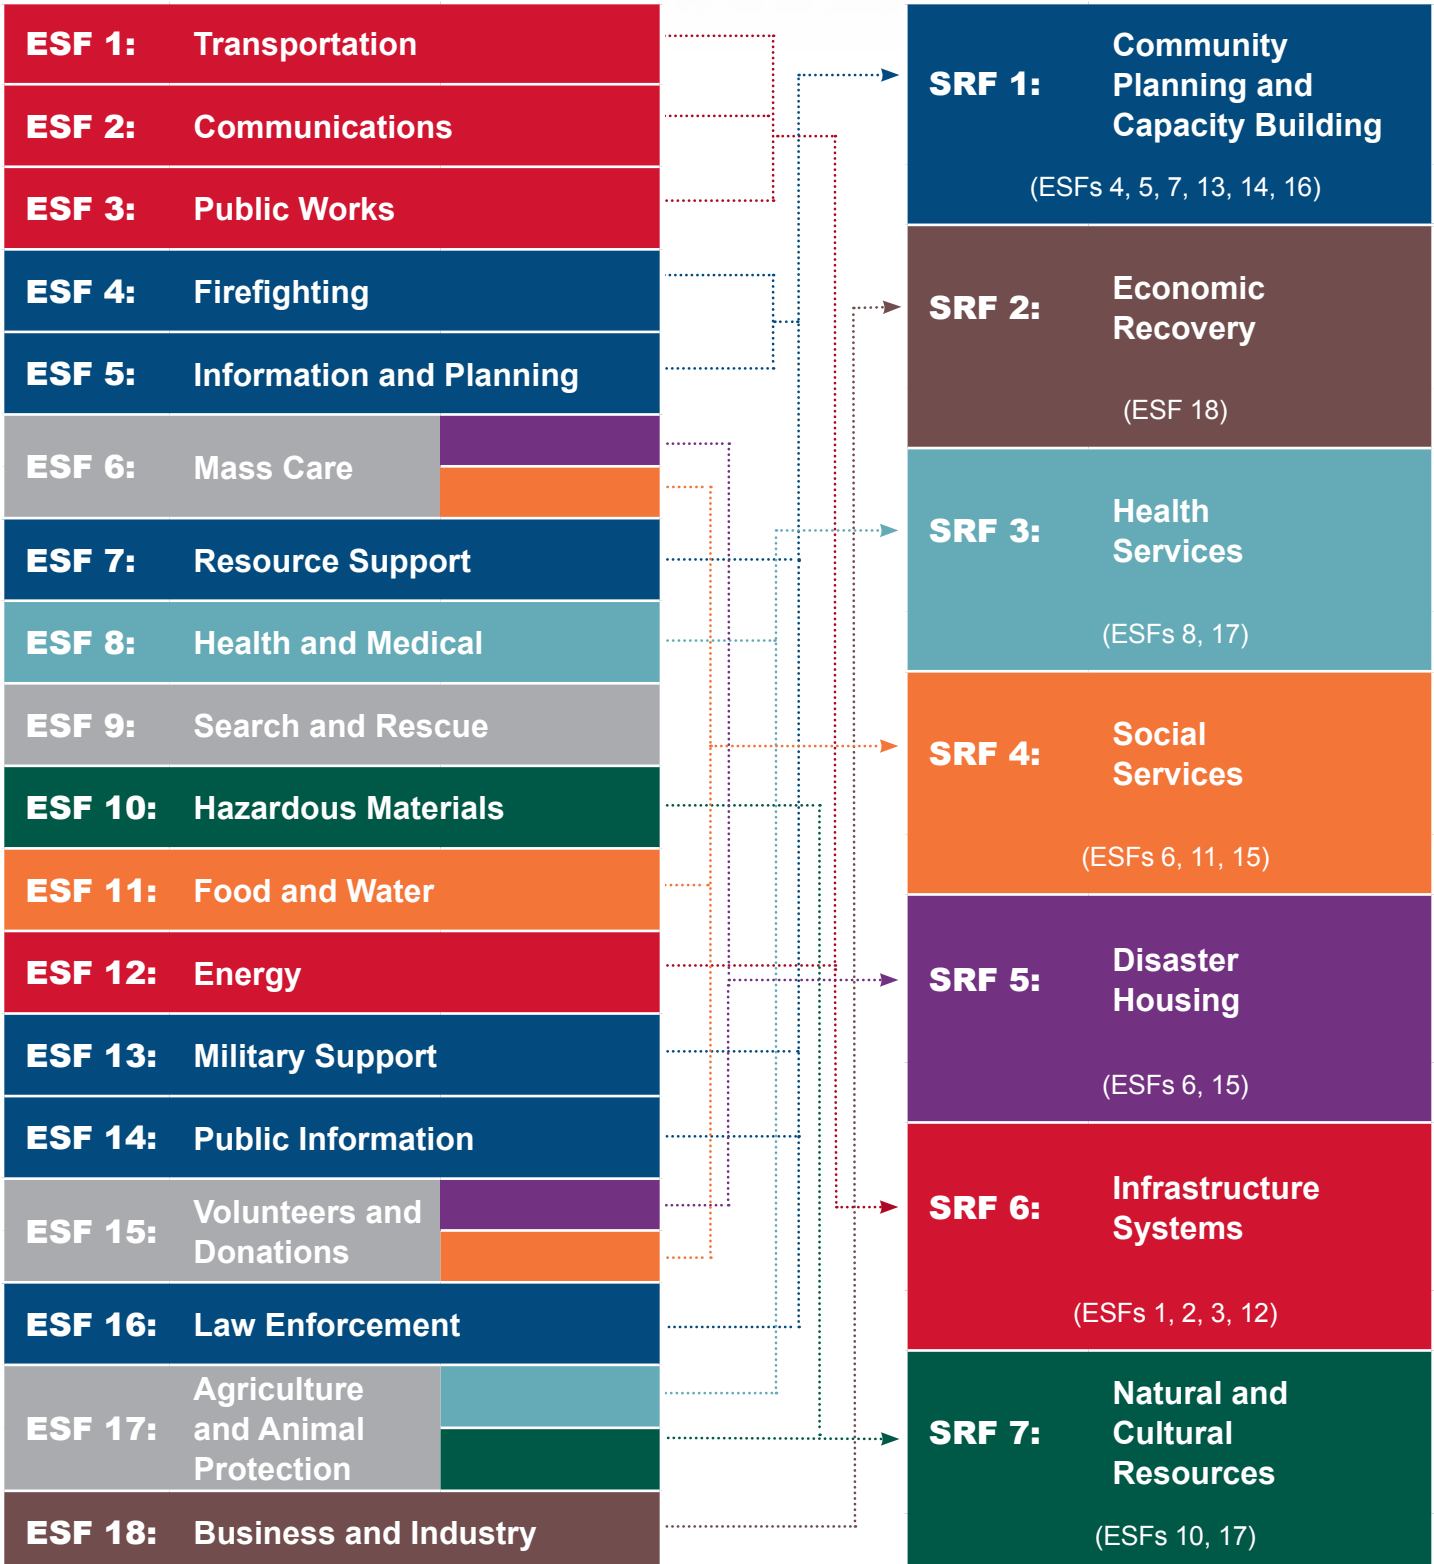 ESF 1: Transportation
ESF 2: Communications
ESF 3: Public Works
ESF 4: Firefighting
ESF 5: Information and Planning
ESF 6: Mass Care
ESF 7: Resource Support
ESF 8: Health and Medical
ESF 9: Search and Rescue
ESF 10: Hazardous Materials
ESF 11: Food and Water
ESF 12: Energy
ESF 13: Military Support
ESF 14: Public Information
ESF 15: Volunteers and
Donations
ESF 16: Law Enforcement
ESF 17: Agriculture
and Animal
Protection
ESF 18: Business and Industry
SRF 1: Community
Planning and
Capacity Building
(ESFs 4, 5, 7, 13, 14, 16)
SRF 2: Economic
Recovery
(ESF 18)
SRF 3: Health
Services
(ESFs 8, 17)
SRF 4: Social
Services
(ESFs 6, 11, 15)
SRF 5: Disaster
Housing
(ESFs 6, 15)
SRF 6: Infrastructure
Systems
(ESFs 1, 2, 3, 12)
SRF 7: Natural and
Cultural
Resources
(ESFs 10, 17)